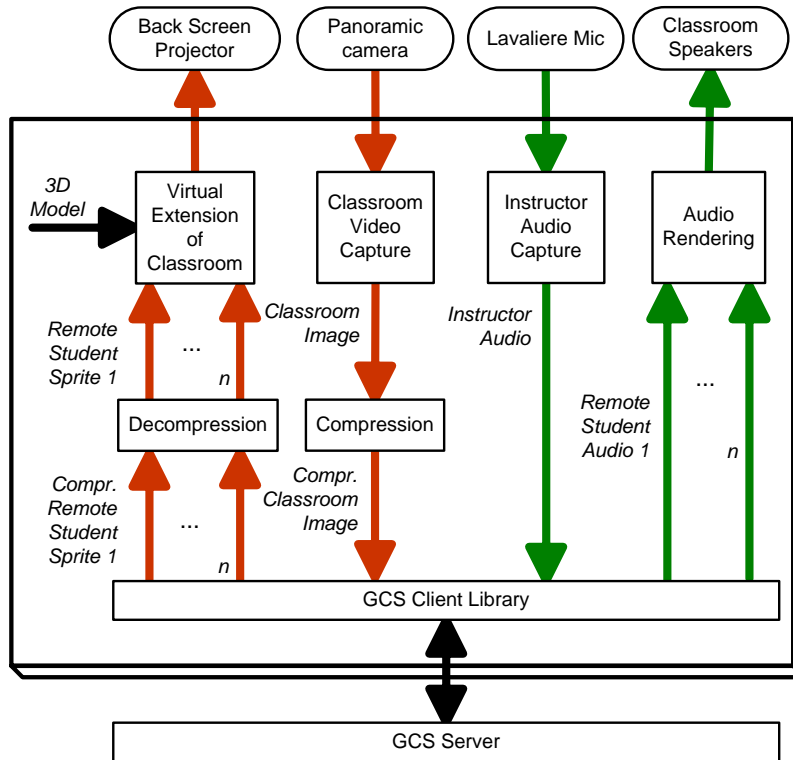 Back Screen
Projector
Panoramic
camera
Lavaliere Mic
Classroom
Speakers
3D
Model
Virtual
Extension
of
Classroom
Classroom
Video
Capture
Instructor
Audio
Capture
Audio
Rendering
Remote
Student
Sprite 1
...
n
Classroom
Image
Instructor
Audio
Decompression
Compression
Remote
Student
Audio 1
...
n
Compr.
Remote
Student
Sprite 1
...
n
Compr.
Classroom
Image
GCS Client Library
GCS Server